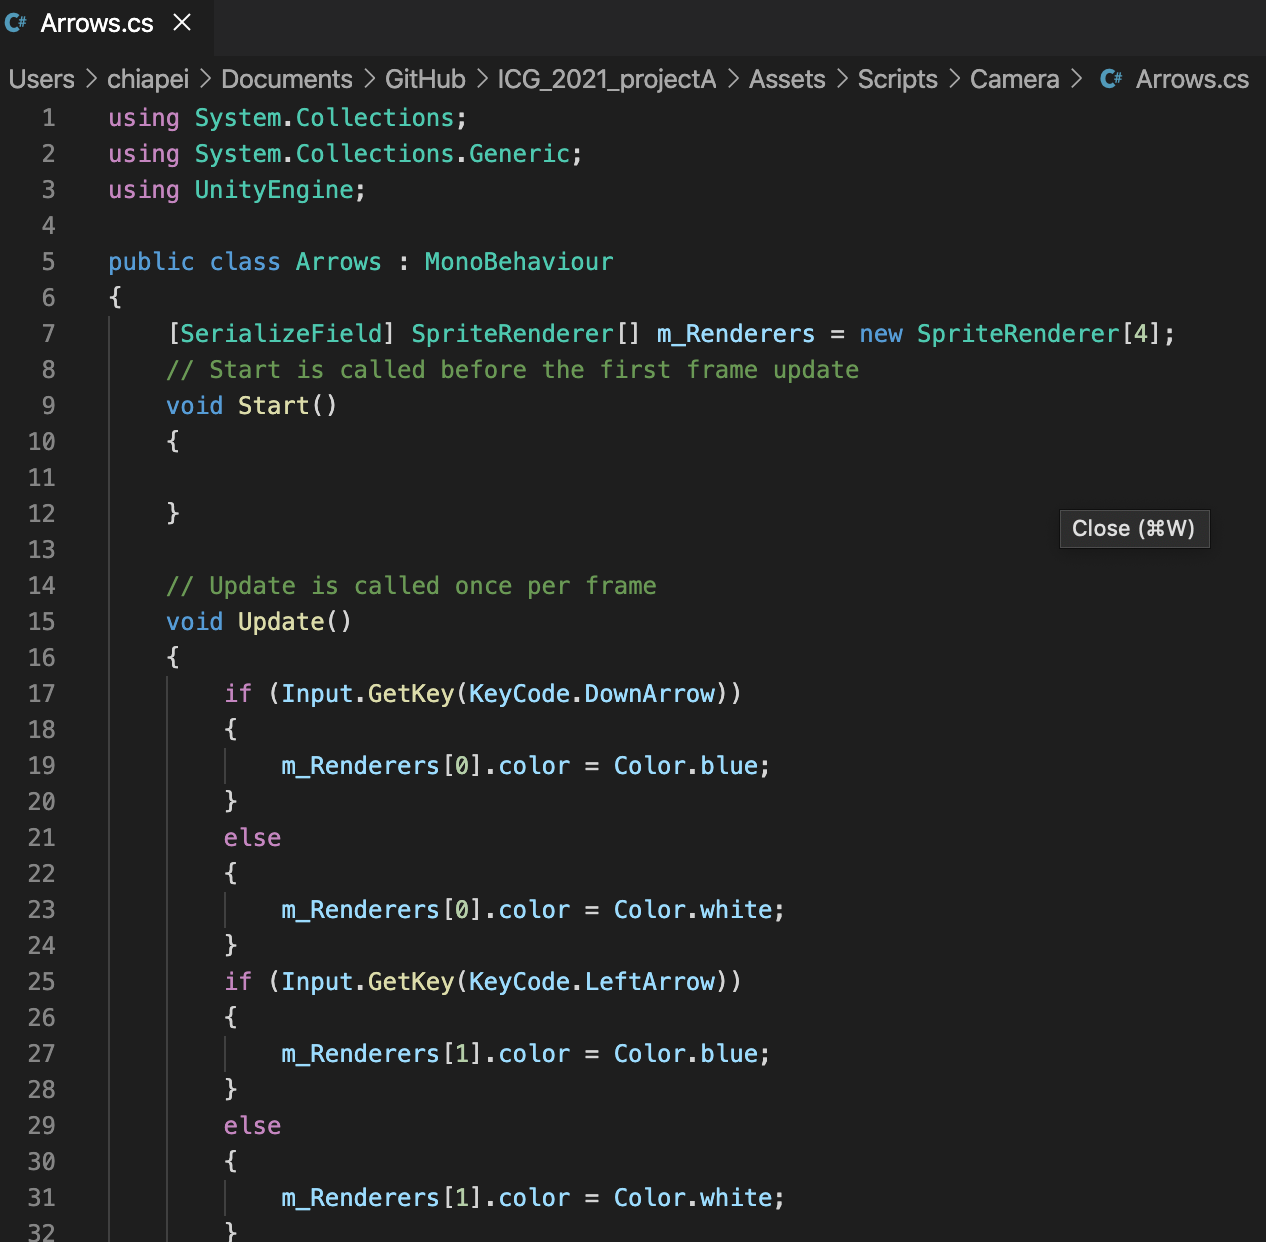 C# Arrows.cs ×
Users > chiapei > Documents > GitHub > ICG_2021_projectA > Assets > Scripts > Camera > C# Arrows.cs
1 using System.Collections;
2 using System.Collections.Generic;
3 using UnityEngine;
4
5 public class Arrows : MonoBehaviour
6 {
7     [SerializeField] SpriteRenderer[] m_Renderers = new SpriteRenderer[4];
8     // Start is called before the first frame update
9     void Start()
10     {
11
12     }
Close (⌘W)
13
14     // Update is called once per frame
15     void Update()
16     {
17         if (Input.GetKey(KeyCode.DownArrow))
18         {
19             m_Renderers[0].color = Color.blue;
20         }
21         else
22         {
23             m_Renderers[0].color = Color.white;
24         }
25         if (Input.GetKey(KeyCode.LeftArrow))
26         {
27             m_Renderers[1].color = Color.blue;
28         }
29         else
30         {
31             m_Renderers[1].color = Color.white;
32         }